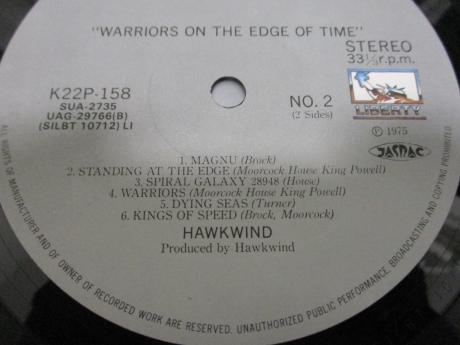 "WARRIORS ON THE EDGE OF TIME"
STEREO
33⅓ r.p.m.
LIBERTY
K22P-158
SUA-2735
UAG-29766(B)
(SILBT 10712) LI
NO. 2
(2 Sides)
℗ 1975
JASRAC
1. MAGNU (Brock)
2. STANDING AT THE EDGE (Moorcock House King Powell)
3. SPIRAL GALAXY 28948 (House)
4. WARRIORS (Moorcock House King Powell)
5. DYING SEAS (Turner)
6. KINGS OF SPEED (Brock, Moorcock)
HAWKWIND
Produced by Hawkwind
ALL RIGHTS OF MANUFACTURER AND OF OWNER OF RECORDED WORK ARE RESERVED. UNAUTHORIZED PUBLIC PERFORMANCE, BROADCASTING AND COPYING PROHIBITED